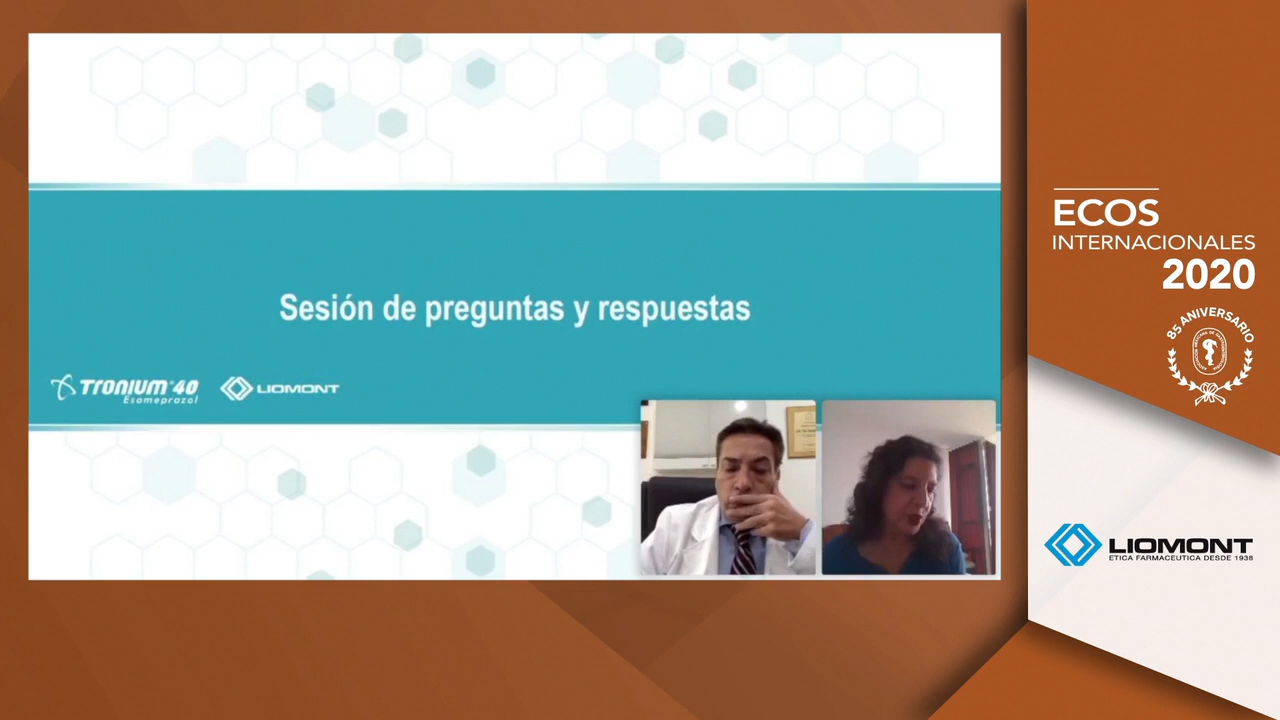 Sesión de preguntas y respuestas
TRONIUM 40
Esomeprazol
LIOMONT
ECOS
INTERNACIONALES
2020
85 ANIVERSARIO
LIOMONT
ETICA FARMACEUTICA DESDE 1938